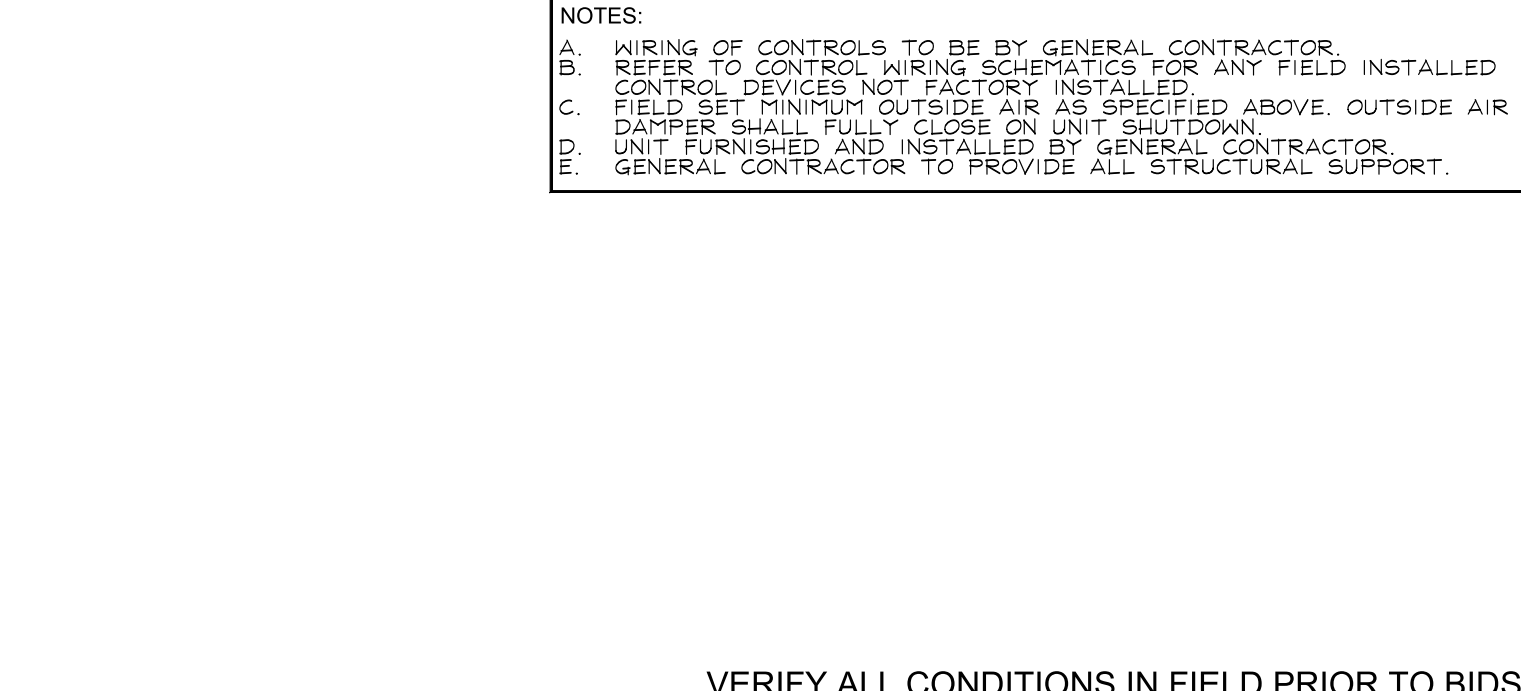 NOTES:
A. WIRING OF CONTROLS TO BE BY GENERAL CONTRACTOR.
B. REFER TO CONTROL WIRING SCHEMATICS FOR ANY FIELD INSTALLED
CONTROL DEVICES NOT FACTORY INSTALLED.
C. FIELD SET MINIMUM OUTSIDE AIR AS SPECIFIED ABOVE. OUTSIDE AIR
DAMPER SHALL FULLY CLOSE ON UNIT SHUTDOWN.
D. UNIT FURNISHED AND INSTALLED BY GENERAL CONTRACTOR.
E. GENERAL CONTRACTOR TO PROVIDE ALL STRUCTURAL SUPPORT.
VERIFY ALL CONDITIONS IN FIELD PRIOR TO BIDS